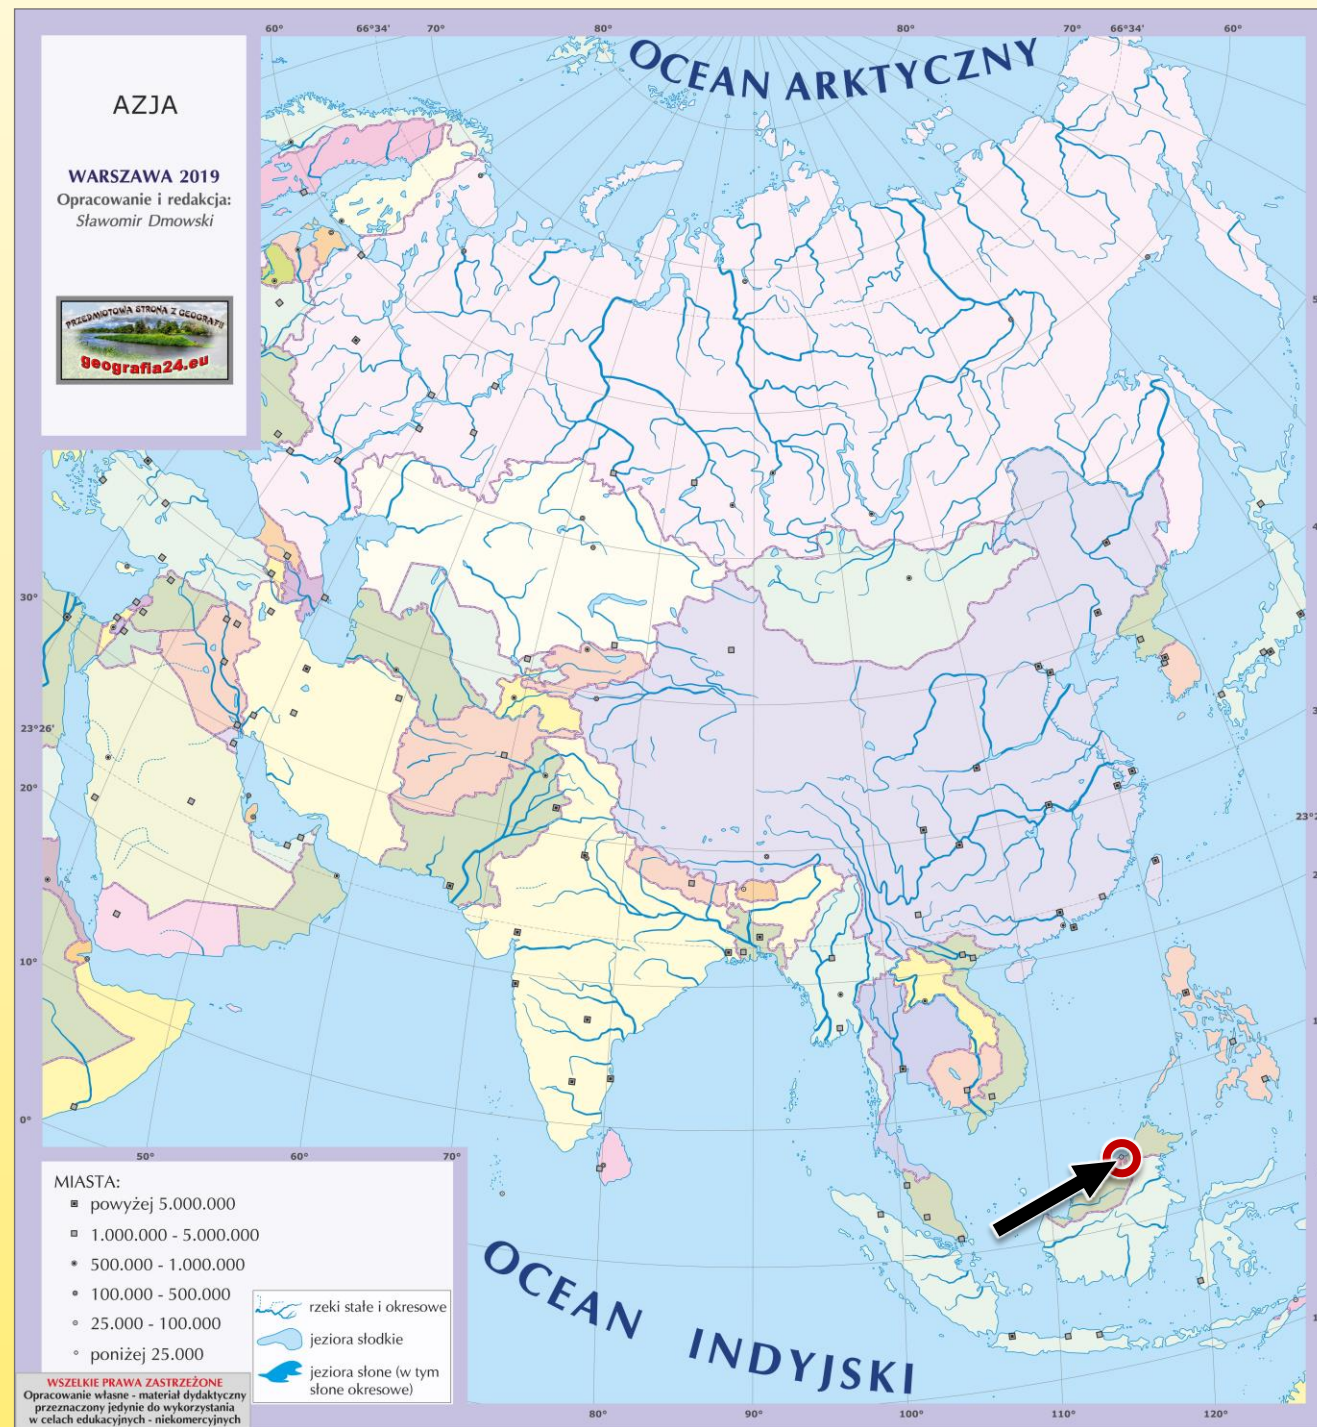 60° 66°34' 70° 80° 80° 70° 66°34' 60°
OCEAN ARKTYCZNY
AZJA
WARSZAWA 2019
Opracowanie i redakcja:
Sławomir Dmowski
PRZEDMIOTOWA STRONA Z GEOGRAFII
geografia24.eu
30°
23°26'
20°
10°
0°
50° 60° 70°
MIASTA:
powyżej 5.000.000
1.000.000 - 5.000.000
500.000 - 1.000.000
100.000 - 500.000
25.000 - 100.000
poniżej 25.000
rzeki stałe i okresowe
jeziora słodkie
jeziora słone (w tym
słone okresowe)
OCEAN INDYJSKI
WSZELKIE PRAWA ZASTRZEŻONE
Opracowanie własne - materiał dydaktyczny
przeznaczony jedynie do wykorzystania
w celach edukacyjnych - niekomercyjnych
80° 90° 100° 110° 120°